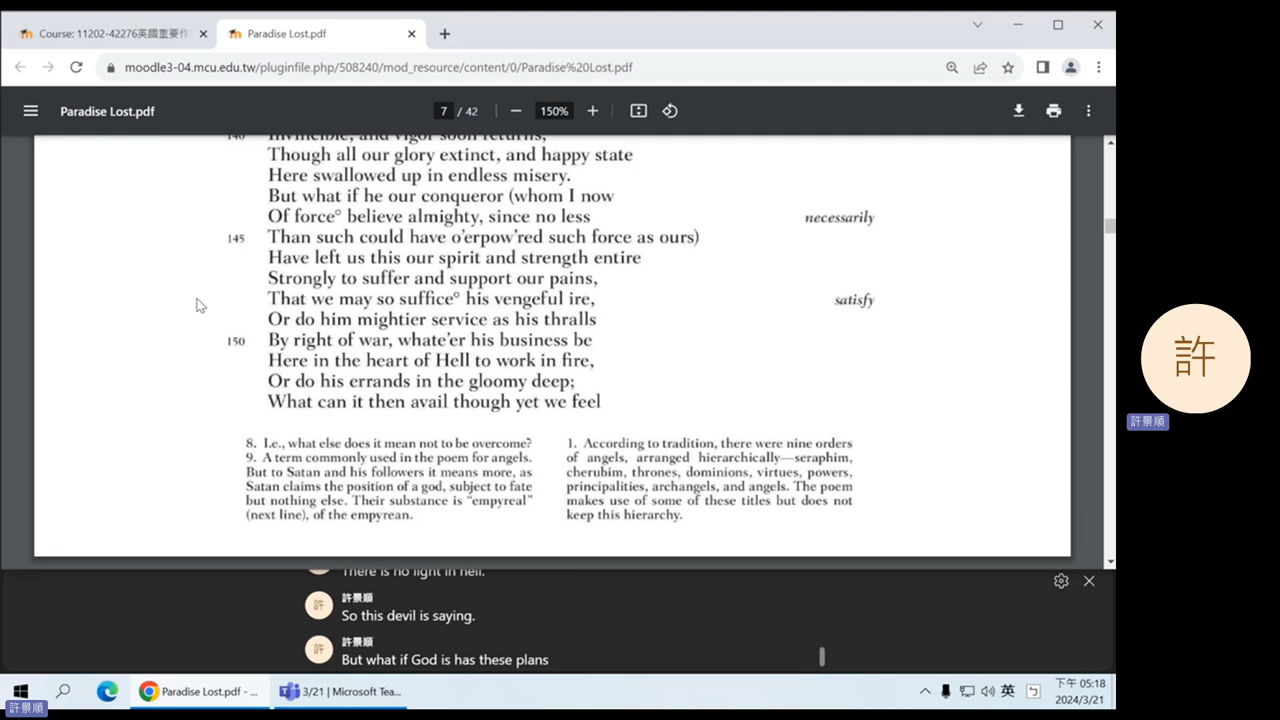 Course: 11202-42276英國重要作
Paradise Lost.pdf
moodle3-04.mcu.edu.tw/pluginfile.php/508240/mod_resource/content/0/Paradise%20Lost.pdf
Paradise Lost.pdf
7 / 42
150%
140 Invincible, and vigor soon returns,
Though all our glory extinct, and happy state
Here swallowed up in endless misery.
But what if he our conqueror (whom I now
Of force° believe almighty, since no less necessarily
145 Than such could have o'erpow'red such force as ours)
Have left us this our spirit and strength entire
Strongly to suffer and support our pains,
That we may so suffice° his vengeful ire, satisfy
Or do him mightier service as his thralls
150 By right of war, whate'er his business be
Here in the heart of Hell to work in fire,
Or do his errands in the gloomy deep;
What can it then avail though yet we feel
8. I.e., what else does it mean not to be overcome?
9. A term commonly used in the poem for angels.
But to Satan and his followers it means more, as
Satan claims the position of a god, subject to fate
but nothing else. Their substance is "empyreal"
(next line), of the empyrean.
1. According to tradition, there were nine orders
of angels, arranged hierarchically—seraphim,
cherubim, thrones, dominions, virtues, powers,
principalities, archangels, and angels. The poem
makes use of some of these titles but does not
keep this hierarchy.
許
許景順
There is no light in hell.
許 許景順
So this devil is saying.
許 許景順
But what if God is has these plans
Paradise Lost.pdf - ...
3/21 | Microsoft Tea...
英
下午 05:18
2024/3/21
許景順